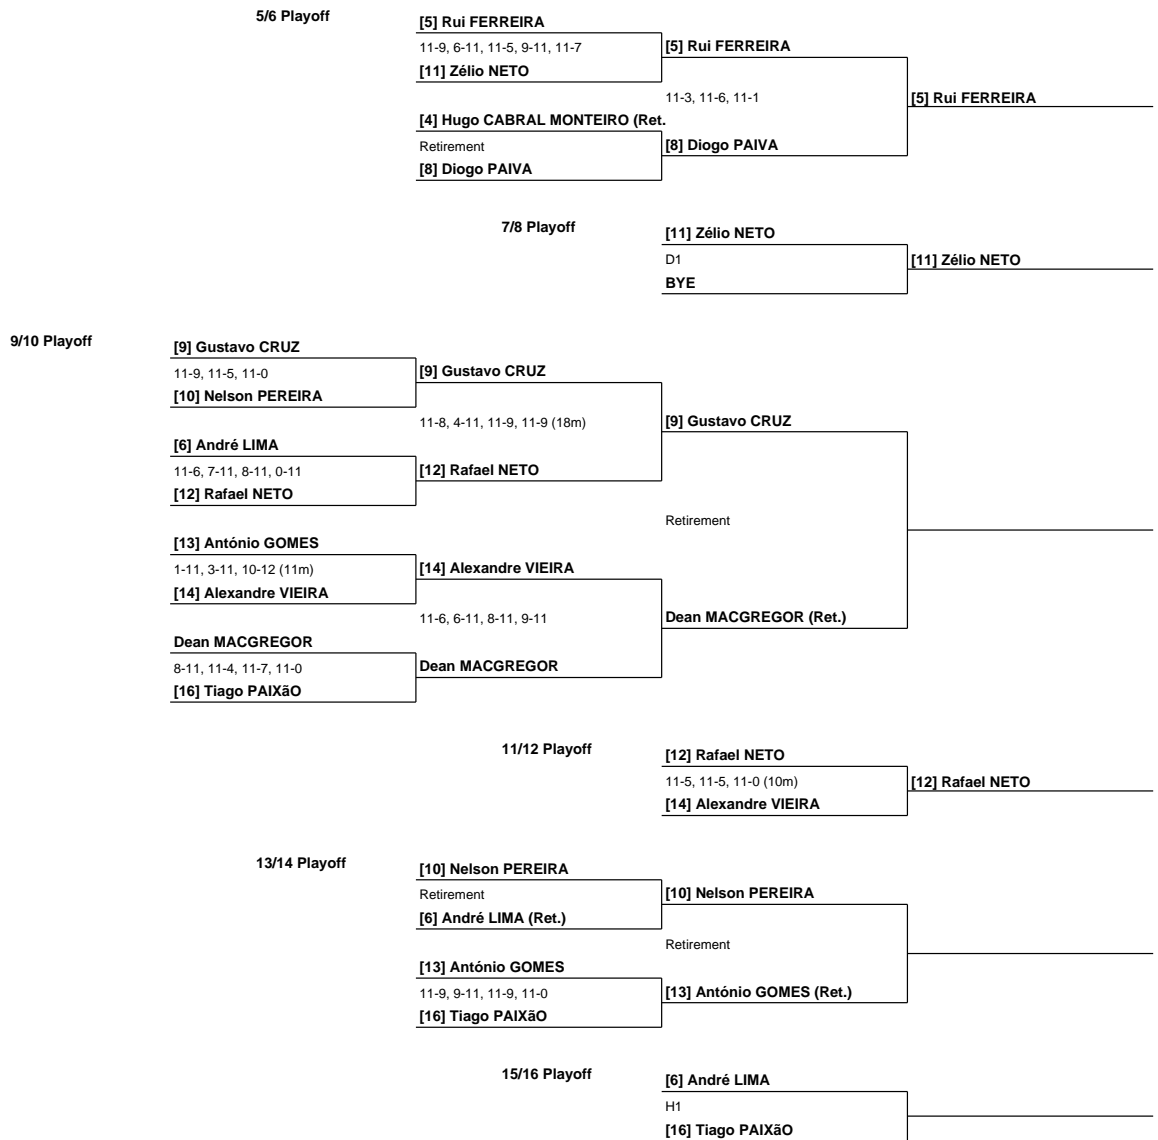 5/6 Playoff
[5] Rui FERREIRA
11-9, 6-11, 11-5, 9-11, 11-7
[5] Rui FERREIRA
[11] Zélio NETO
11-3, 11-6, 11-1
[5] Rui FERREIRA
[4] Hugo CABRAL MONTEIRO (Ret.
Retirement
[8] Diogo PAIVA
[8] Diogo PAIVA
7/8 Playoff
[11] Zélio NETO
D1
[11] Zélio NETO
BYE
9/10 Playoff
[9] Gustavo CRUZ
11-9, 11-5, 11-0
[9] Gustavo CRUZ
[10] Nelson PEREIRA
11-8, 4-11, 11-9, 11-9 (18m)
[9] Gustavo CRUZ
[6] André LIMA
11-6, 7-11, 8-11, 0-11
[12] Rafael NETO
[12] Rafael NETO
Retirement
[13] António GOMES
1-11, 3-11, 10-12 (11m)
[14] Alexandre VIEIRA
[14] Alexandre VIEIRA
11-6, 6-11, 8-11, 9-11
Dean MACGREGOR (Ret.)
Dean MACGREGOR
8-11, 11-4, 11-7, 11-0
Dean MACGREGOR
[16] Tiago PAIXãO
11/12 Playoff
[12] Rafael NETO
11-5, 11-5, 11-0 (10m)
[12] Rafael NETO
[14] Alexandre VIEIRA
13/14 Playoff
[10] Nelson PEREIRA
Retirement
[10] Nelson PEREIRA
[6] André LIMA (Ret.)
Retirement
[13] António GOMES
11-9, 9-11, 11-9, 11-0
[13] António GOMES (Ret.)
[16] Tiago PAIXãO
15/16 Playoff
[6] André LIMA
H1
[16] Tiago PAIXãO